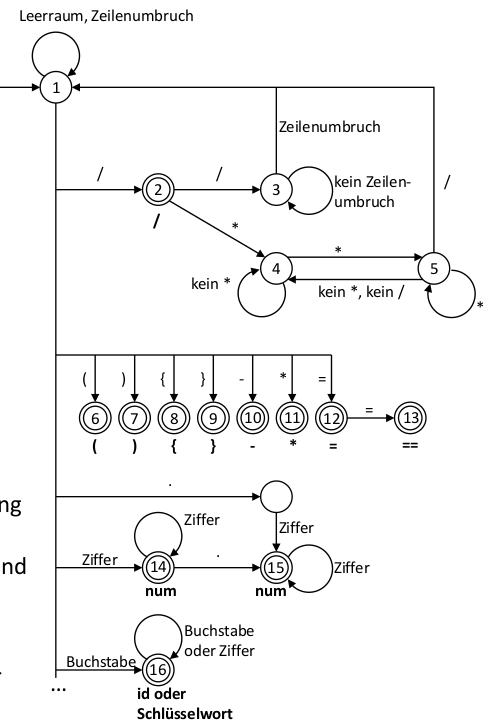 Leerraum, Zeilenumbruch
1
Zeilenumbruch
/
/
/
2
3
kein Zeilen-
umbruch
/
*
*
4
5
kein *
kein *, kein /
*
( ) { } - * =
6 7 8 9 10 11 12 = 13
( ) { } - * = ==
.
ng
Ziffer
Ziffer
nd
Ziffer
14
.
15
Ziffer
num
num
Buchstabe
oder Ziffer
Buchstabe
16
...
.
id oder
Schlüsselwort